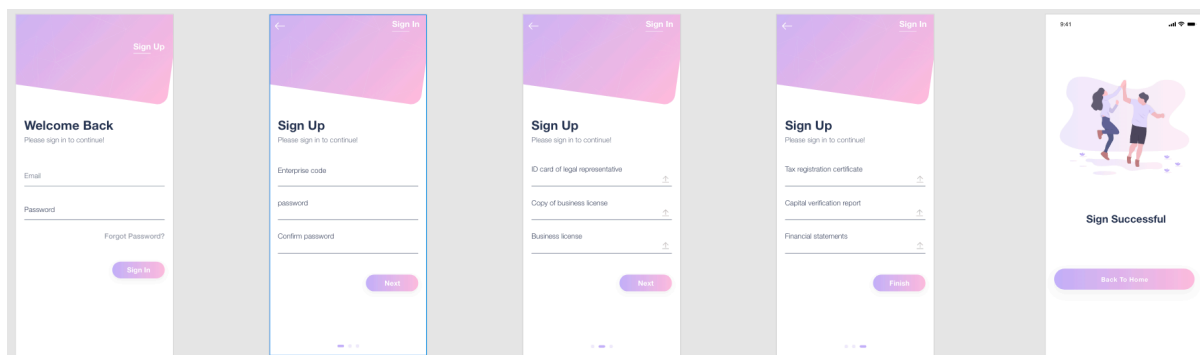 Sign Up
Welcome Back
Please sign in to continue!
Email
Password
Forgot Password?
Sign In
Sign In
Sign Up
Please sign in to continue!
Enterprise code
password
Confirm password
Next
Sign In
Sign Up
Please sign in to continue!
ID card of legal representative
Copy of business license
Business license
Next
Sign In
Sign Up
Please sign in to continue!
Tax registration certificate
Capital verification report
Financial statements
Finish
9:41
Sign Successful
Back To Home